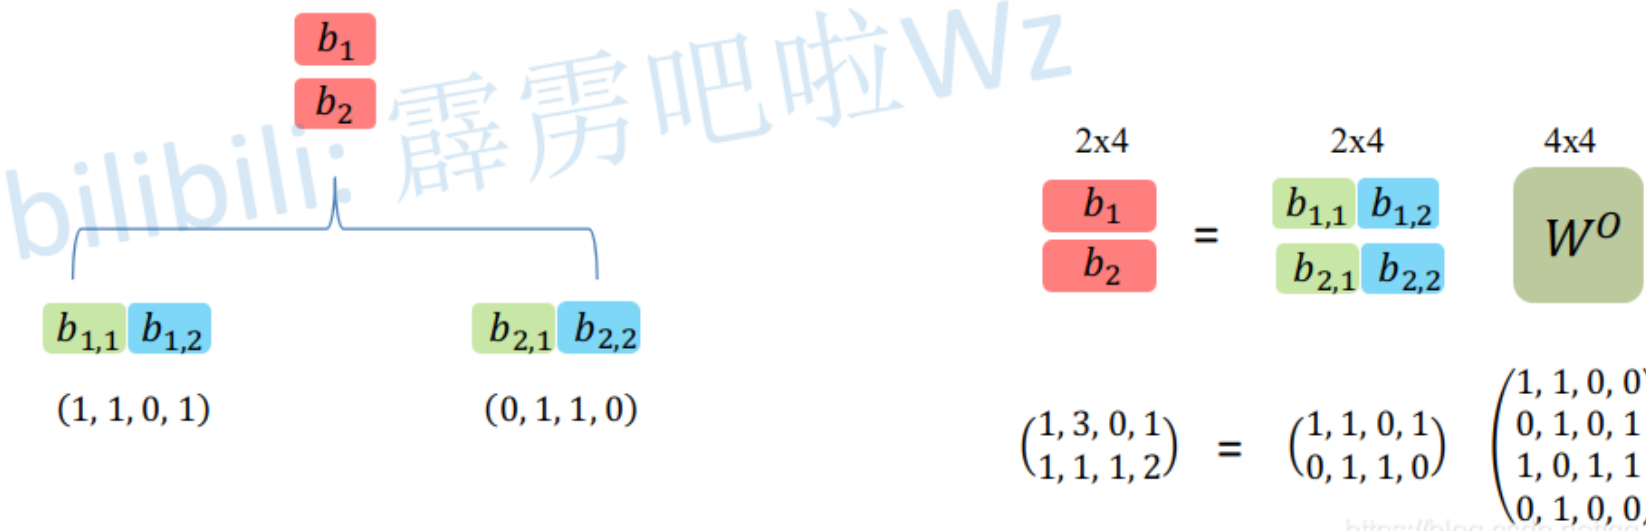 b₁
b₂
bilibili: 霹雳吧啦Wz
b₁,₁ b₁,₂
b₂,₁ b₂,₂
(1, 1, 0, 1)
(0, 1, 1, 0)
2x4
2x4
4x4
b₁
b₂
=
b₁,₁ b₁,₂
b₂,₁ b₂,₂
Wᴼ
(1, 3, 0, 1
1, 1, 1, 2)
=
(1, 1, 0, 1
0, 1, 1, 0)
(1, 1, 0, 0
0, 1, 0, 1
1, 0, 1, 1
0, 1, 0, 0,